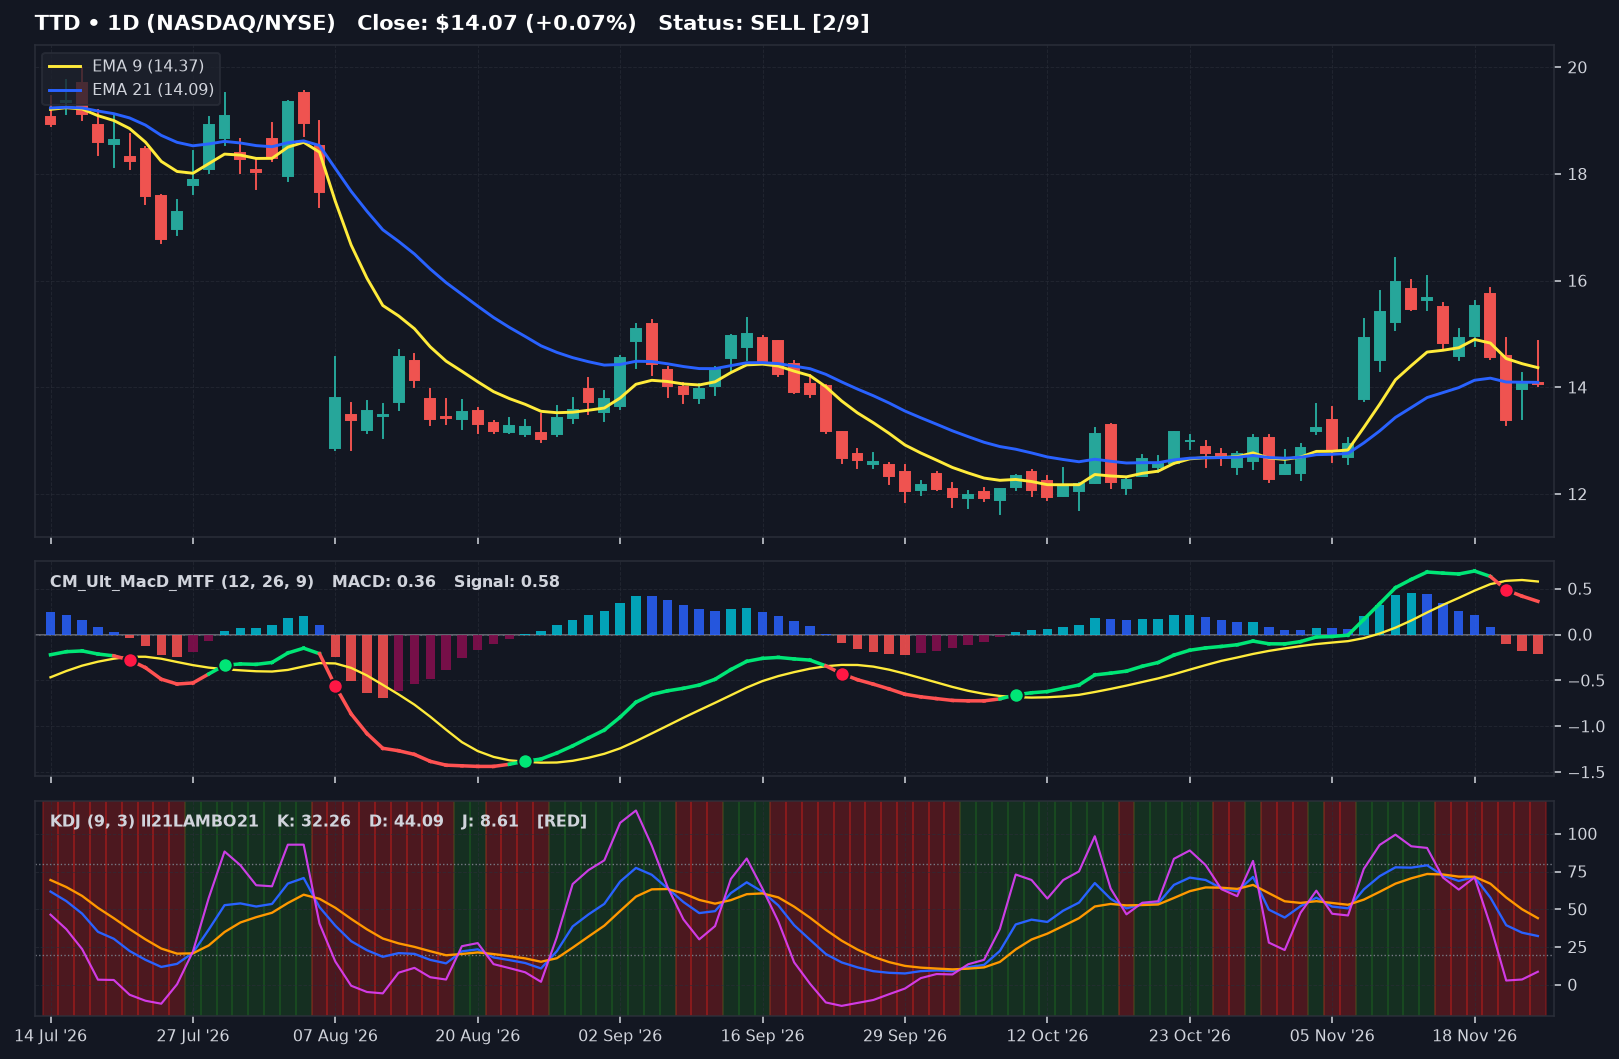 TTD • 1D (NASDAQ/NYSE)   Close: $14.07 (+0.07%)   Status: SELL [2/9]
EMA 9 (14.37)
EMA 21 (14.09)
20
18
16
14
12
CM_Ult_MacD_MTF (12, 26, 9)   MACD: 0.36   Signal: 0.58
0.5
0.0
−0.5
−1.0
−1.5
KDJ (9, 3) II21LAMBO21   K: 32.26   D: 44.09   J: 8.61   [RED]
100
75
50
25
0
14 Jul '26   27 Jul '26   07 Aug '26   20 Aug '26   02 Sep '26   16 Sep '26   29 Sep '26   12 Oct '26   23 Oct '26   05 Nov '26   18 Nov '26